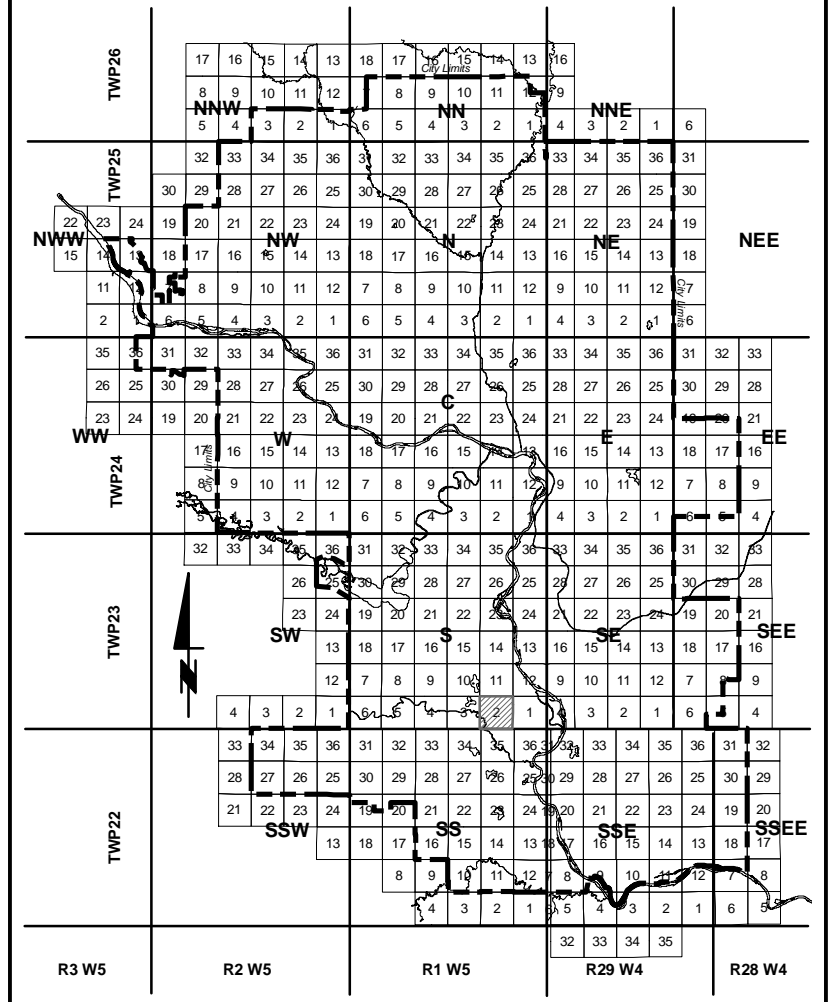 17 16 15 14 13 18 17 16 15 14 13 16
City Limits
8 9 10 11 12 8 9 10 11 12 9
NNW NN NNE
5 4 3 2 1 6 5 4 3 2 1 4 3 2 1 6
TWP26
32 33 34 35 36 31 32 33 34 35 36 33 34 35 36 31
30 29 28 27 26 25 30 29 28 27 26 25 28 27 26 25 30
22 23 24 19 20 21 22 23 24 19 20 21 22 23 24 21 22 23 24 19
NWW NW N NE NEE
15 14 13 18 17 16 15 14 13 18 17 16 15 14 13 16 15 14 13 18
11 12 8 9 10 11 12 7 8 9 10 11 12 9 10 11 12 7
City Limits
2 1 6 5 4 3 2 1 6 5 4 3 2 1 4 3 2 1 6
TWP25
35 36 31 32 33 34 35 36 31 32 33 34 35 36 33 34 35 36 31 32 33
26 25 30 29 28 27 26 25 30 29 28 27 26 25 28 27 26 25 30 29 28
C
23 24 19 20 21 22 23 24 19 20 21 22 23 24 21 22 23 24 19 20 21
WW W E EE
17 16 15 14 13 18 17 16 15 14 13 16 15 14 13 18 17 16
City Limits
8 9 10 11 12 7 8 9 10 11 12 9 10 11 12 7 8 9
5 4 3 2 1 6 5 4 3 2 1 4 3 2 1 6 5 4
TWP24
32 33 34 35 36 31 32 33 34 35 36 33 34 35 36 31 32 33
26 25 30 29 28 27 26 25 28 27 26 25 30 29 28
23 24 19 20 21 22 23 24 21 22 23 24 19 20 21
SW S SE SEE
13 18 17 16 15 14 13 16 15 14 13 18 17 16
12 7 8 9 10 11 12 9 10 11 12 7 8 9
4 3 2 1 6 5 4 3 2 1 3 2 1 6 4
TWP23
N
33 34 35 36 31 32 33 34 35 36 31 32 33 34 35 36 31 32
28 27 26 25 30 29 28 27 26 25 30 29 28 27 26 25 30 29
21 22 23 24 19 20 21 22 23 24 19 20 21 22 23 24 19 20
SSW SS SSE SSEE
13 18 17 16 15 14 13 18 17 16 15 14 13 18 17
8 9 10 11 12 7 8 9 10 11 12 7 8
4 3 2 1 5 4 3 2 1 6 5
TWP22
32 33 34 35
R3 W5 R2 W5 R1 W5 R29 W4 R28 W4